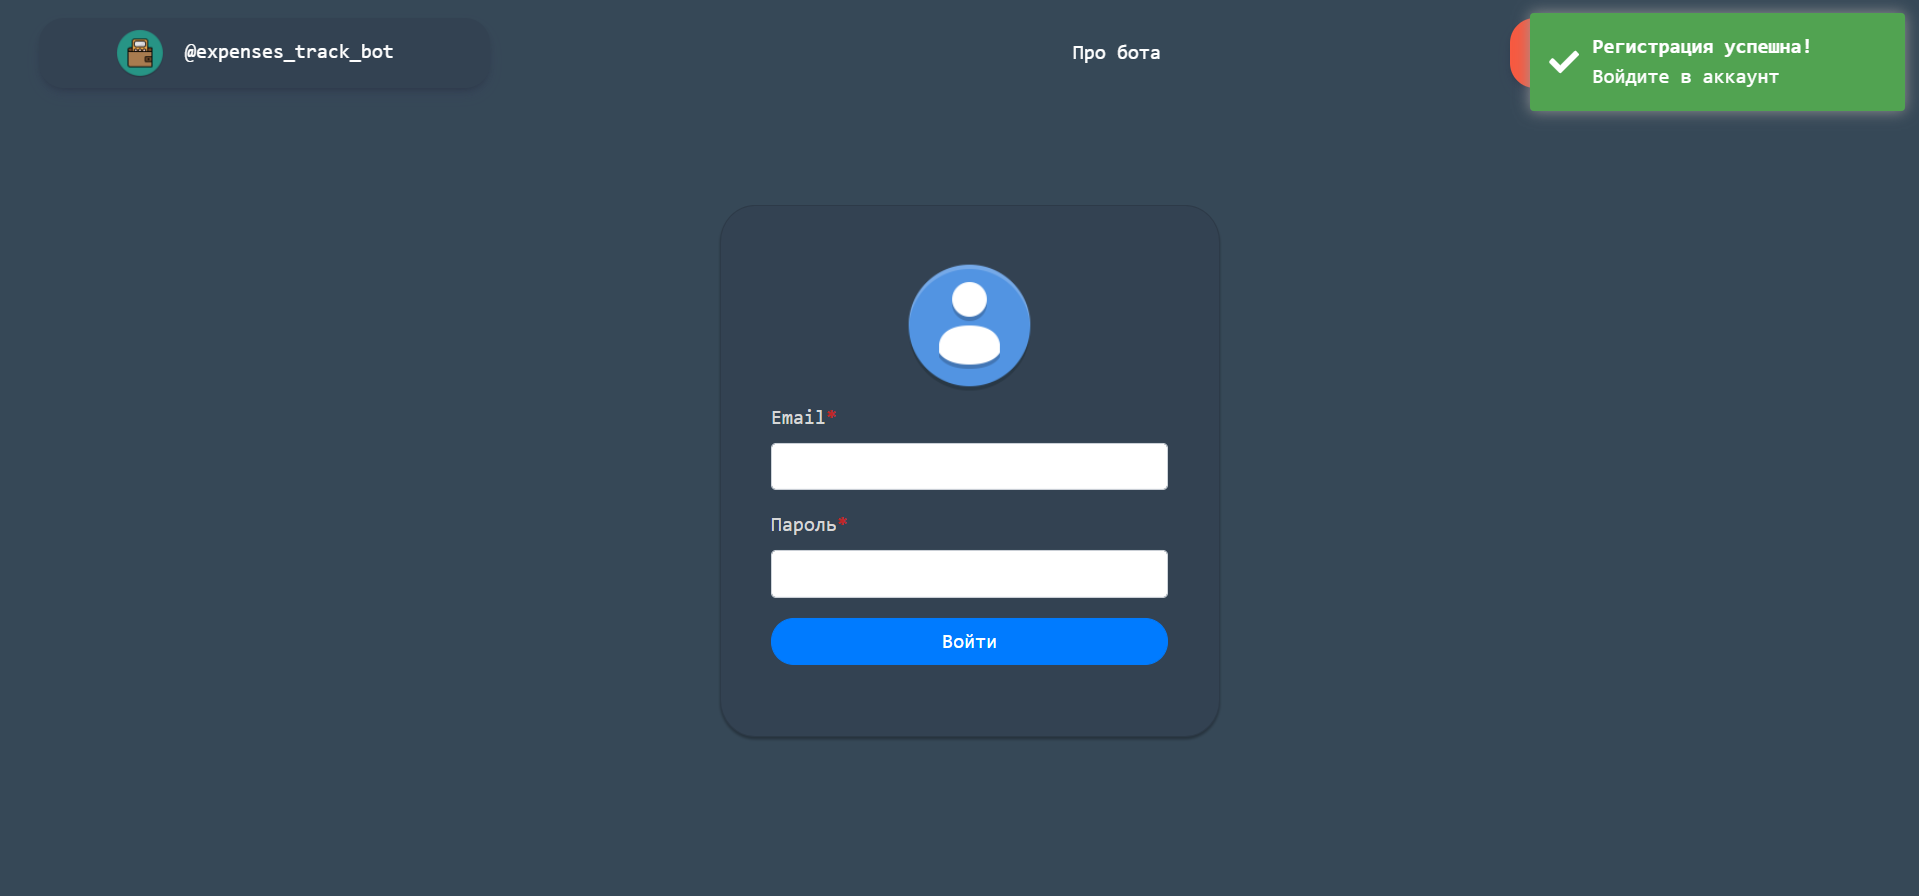 @expenses_track_bot
Про бота
Регистрация успешна!
Войдите в аккаунт
Email*
Пароль*
Войти